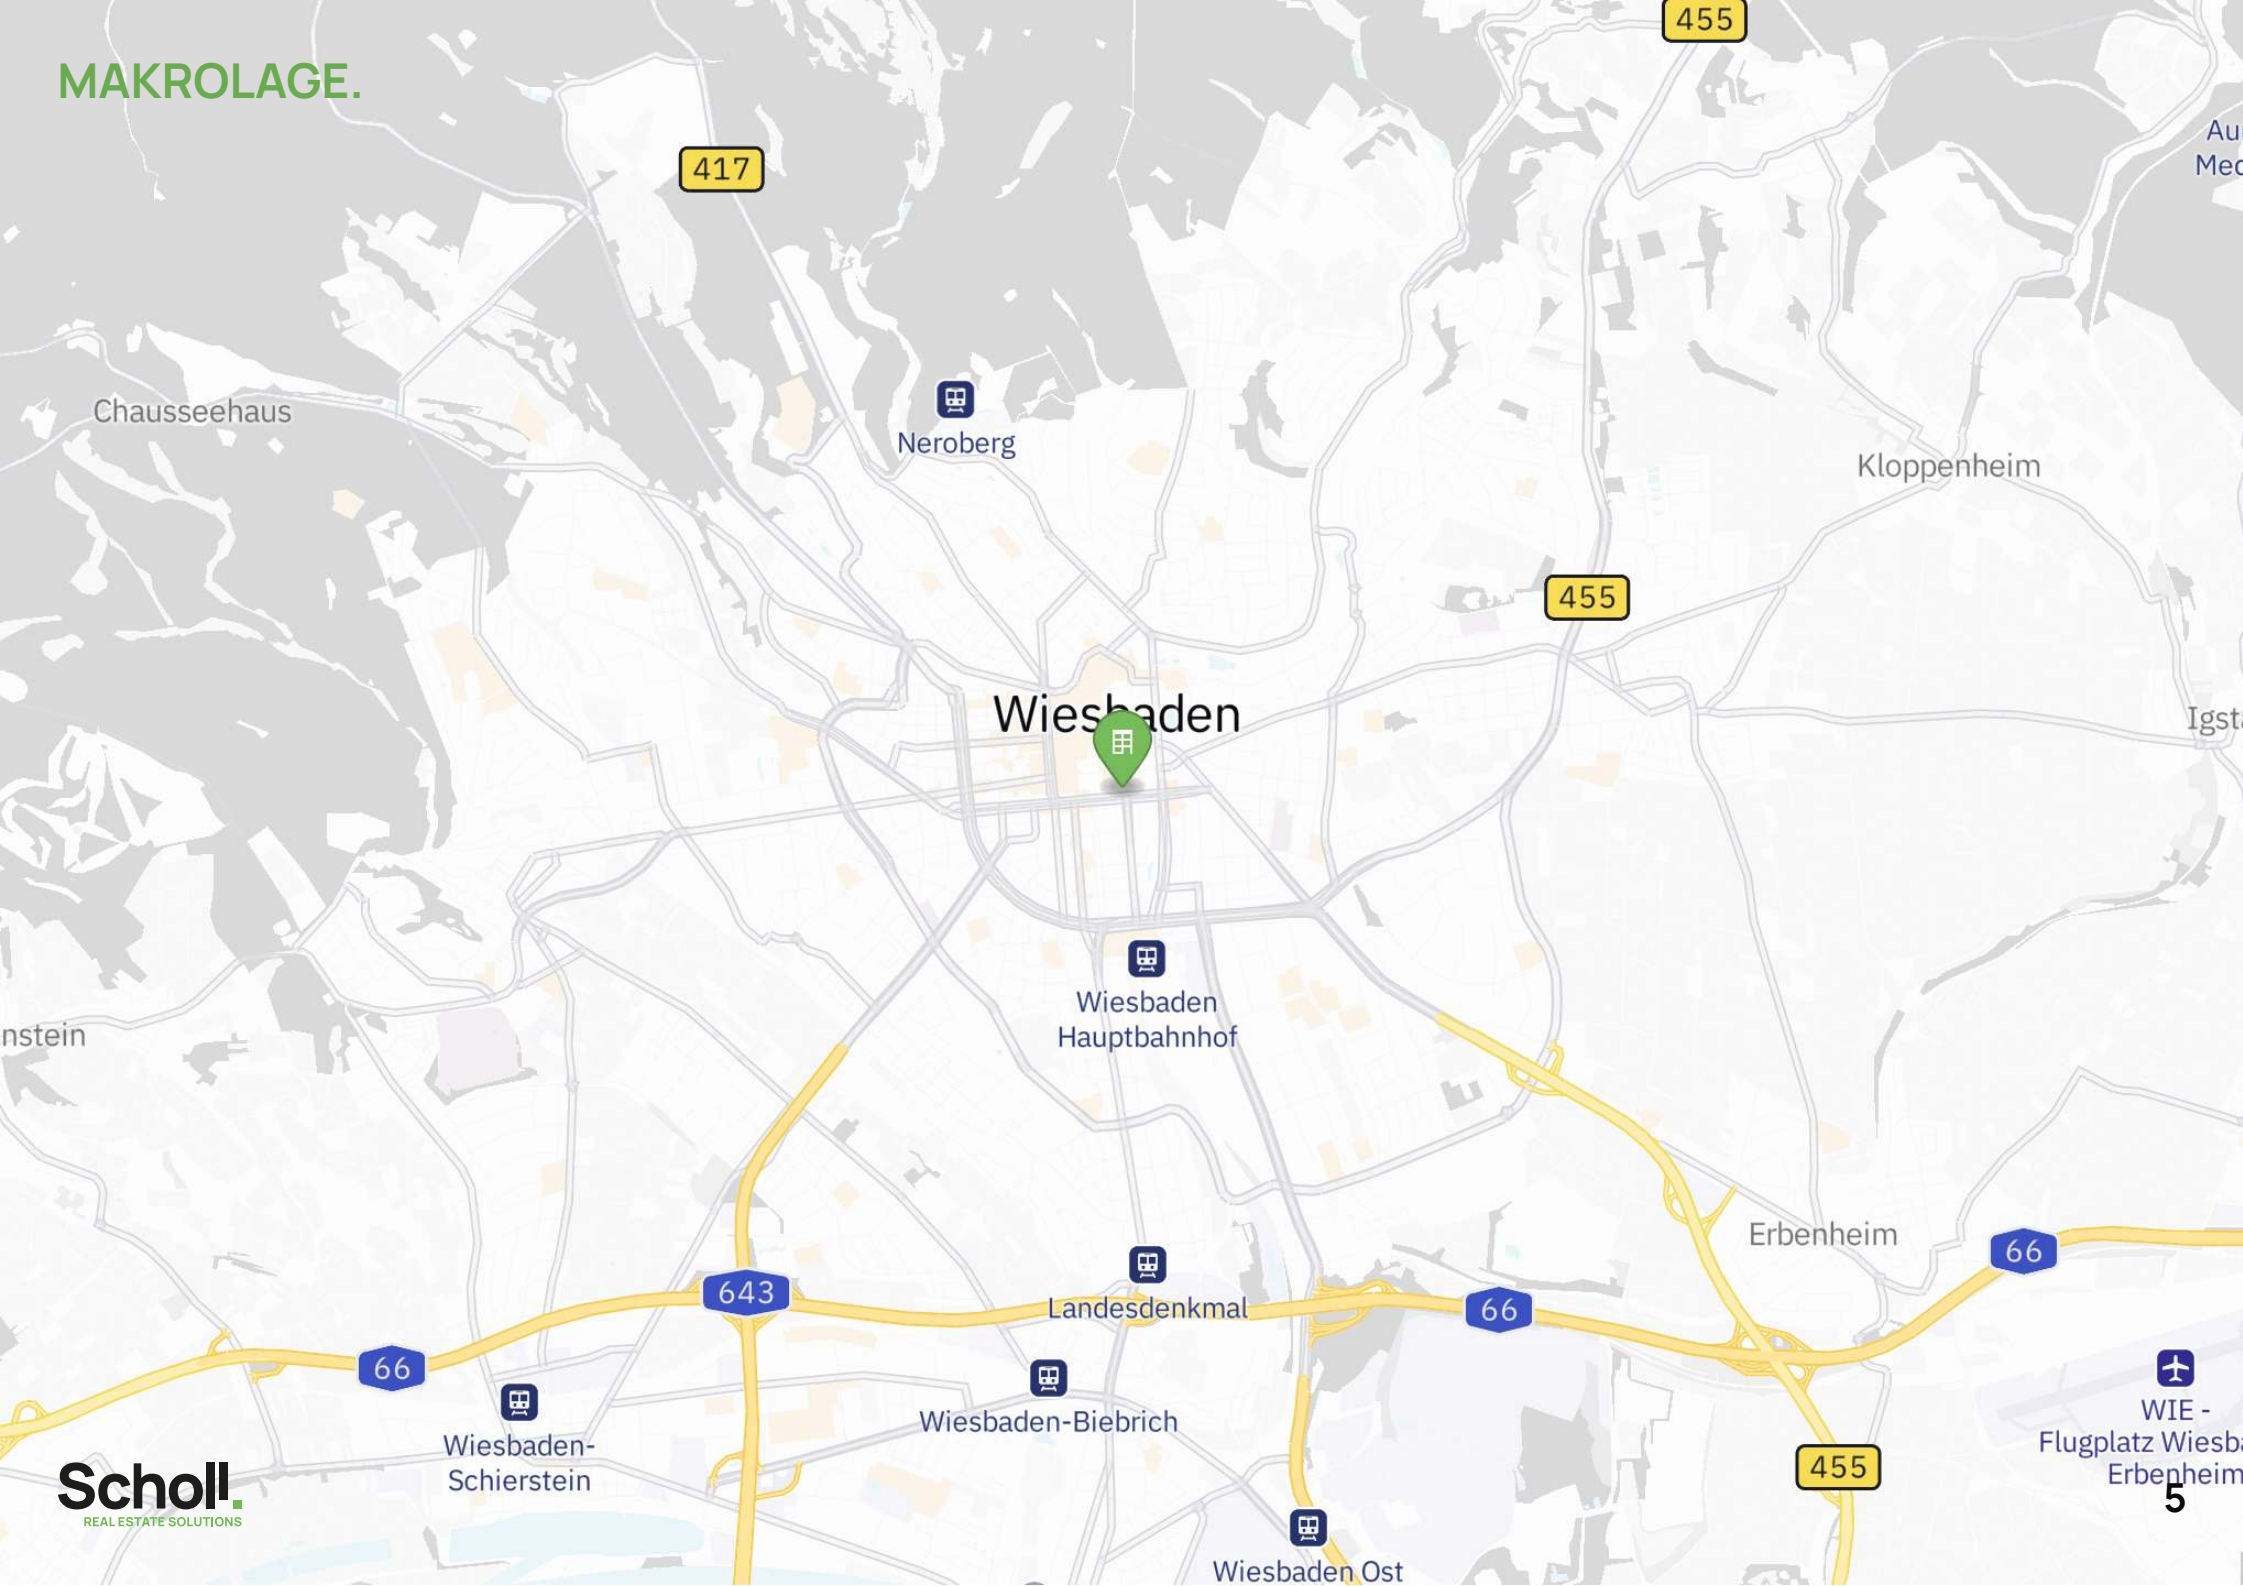 455
MAKROLAGE.
417
Chausseehaus
Neroberg
Kloppenheim
455
Wiesbaden
Wiesbaden
Hauptbahnhof
Erbenheim
66
643
Landesdenkmal
66
66
Wiesbaden-Biebrich
Wiesbaden-
Schierstein
WIE -
Flugplatz Wiesba
Erbenheim
455
Scholl.
REAL ESTATE SOLUTIONS
5
Wiesbaden Ost